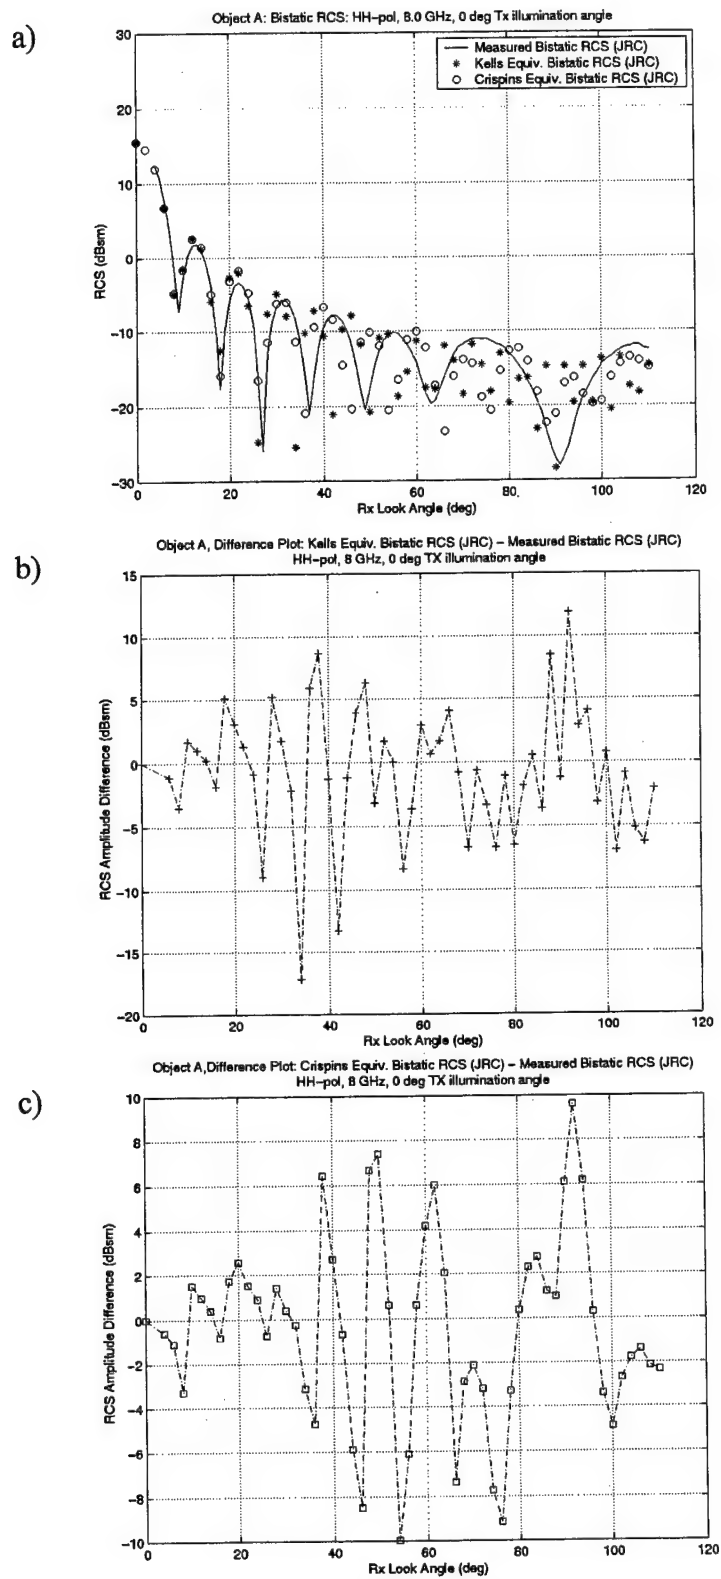 a)
Object A: Bistatic RCS: HH-pol, 8.0 GHz, 0 deg Tx illumination angle
Measured Bistatic RCS (JRC)
Kells Equiv. Bistatic RCS (JRC)
Crispins Equiv. Bistatic RCS (JRC)
RCS (dBsm)
30
20
10
0
-10
-20
-30
0 20 40 60 80 100 120
Rx Look Angle (deg)
b)
Object A, Difference Plot: Kells Equiv. Bistatic RCS (JRC) – Measured Bistatic RCS (JRC)
HH-pol, 8 GHz, 0 deg TX illumination angle
RCS Amplitude Difference (dBsm)
15
10
5
0
-5
-10
-15
-20
0 20 40 60 80 100 120
Rx Look Angle (deg)
c)
Object A,Difference Plot: Crispins Equiv. Bistatic RCS (JRC) – Measured Bistatic RCS (JRC)
HH-pol, 8 GHz, 0 deg TX illumination angle
RCS Amplitude Difference (dBsm)
10
8
6
4
2
0
-2
-4
-6
-8
-10
0 20 40 60 80 100 120
Rx Look Angle (deg)